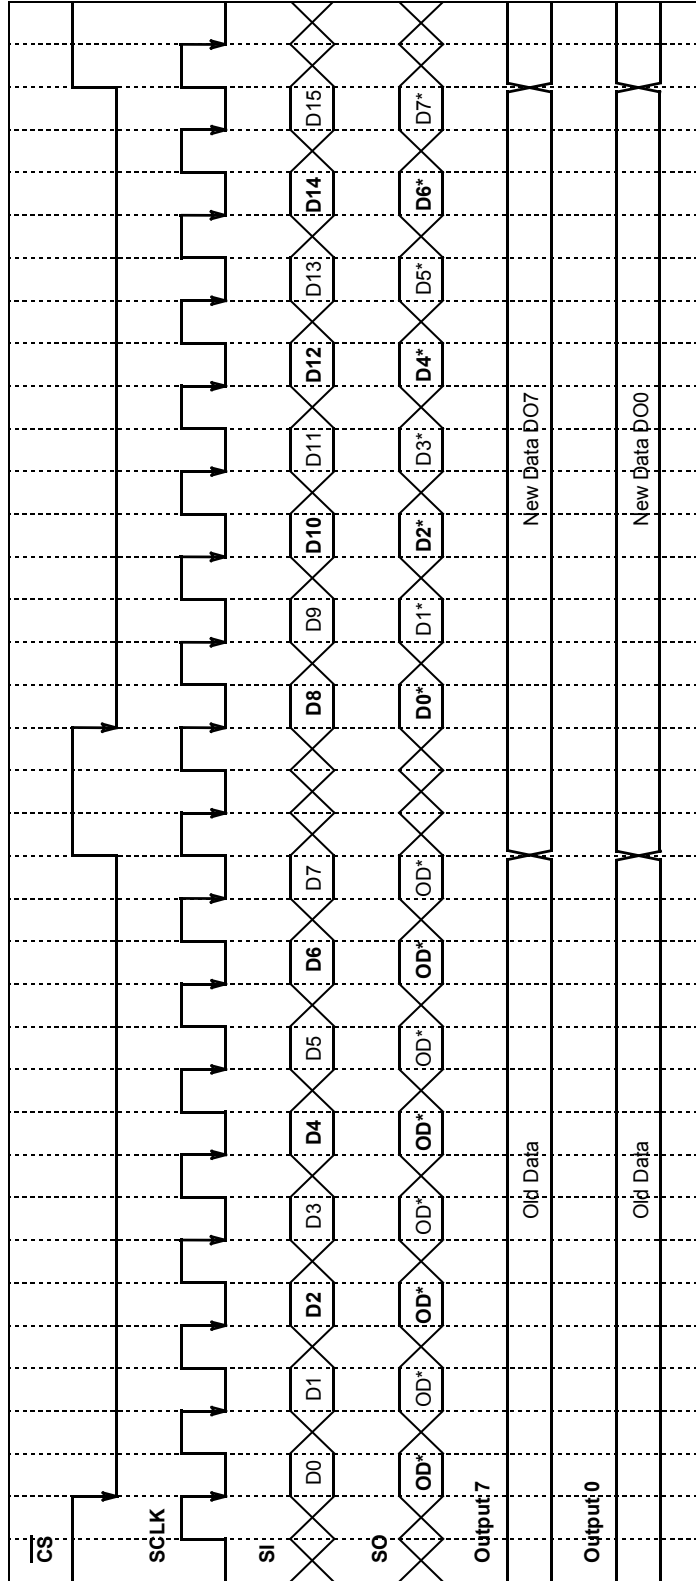 CS
SCLK
SI D0 D1 D2 D3 D4 D5 D6 D7 D8 D9 D10 D11 D12 D13 D14 D15
SO OD* OD* OD* OD* OD* OD* OD* OD* D0* D1* D2* D3* D4* D5* D6* D7*
Output 7 Old Data New Data DO7
Output 0 Old Data New Data DO0